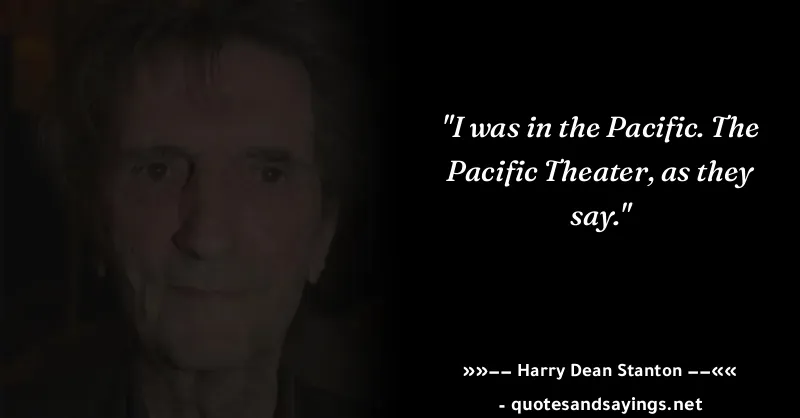 "I was in the Pacific. The
Pacific Theater, as they
say."
»»−− Harry Dean Stanton −−««
- quotesandsayings.net